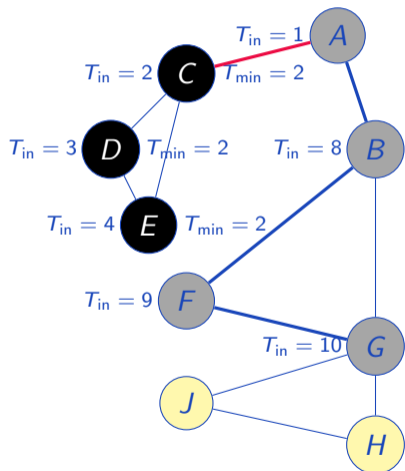 T_in = 1 A
T_in = 2 C T_min = 2
T_in = 3 D T_min = 2 T_in = 8 B
T_in = 4 E T_min = 2
T_in = 9 F
T_in = 10 G
J
H